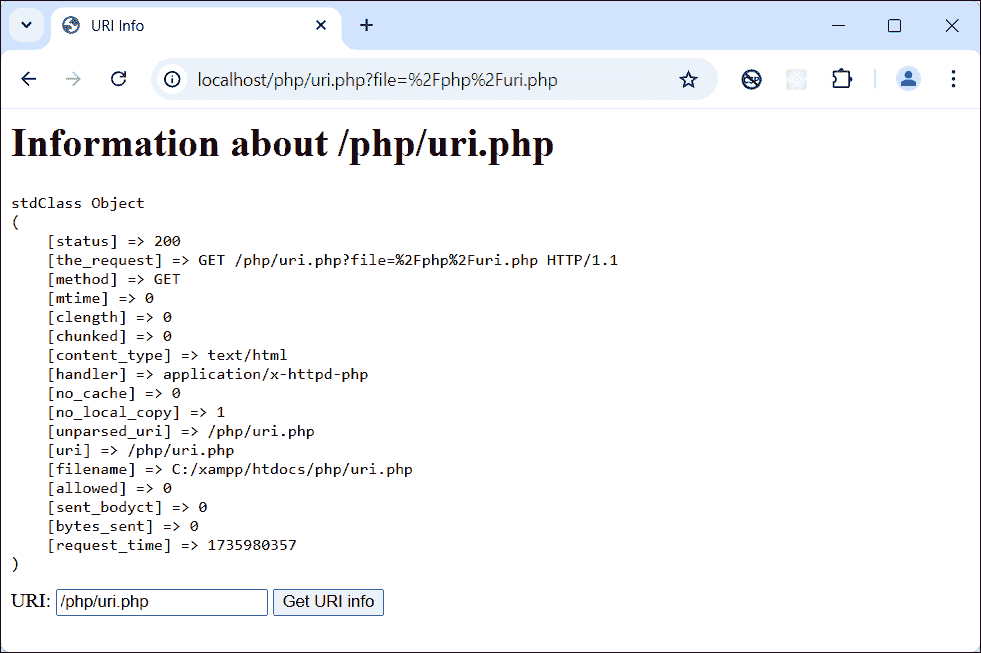 URI Info
localhost/php/uri.php?file=%2Fphp%2Furi.php
CSP
Information about /php/uri.php
stdClass Object
(
    [status] => 200
    [the_request] => GET /php/uri.php?file=%2Fphp%2Furi.php HTTP/1.1
    [method] => GET
    [mtime] => 0
    [clength] => 0
    [chunked] => 0
    [content_type] => text/html
    [handler] => application/x-httpd-php
    [no_cache] => 0
    [no_local_copy] => 1
    [unparsed_uri] => /php/uri.php
    [uri] => /php/uri.php
    [filename] => C:/xampp/htdocs/php/uri.php
    [allowed] => 0
    [sent_bodyct] => 0
    [bytes_sent] => 0
    [request_time] => 1735980357
)
URI: /php/uri.php Get URI info